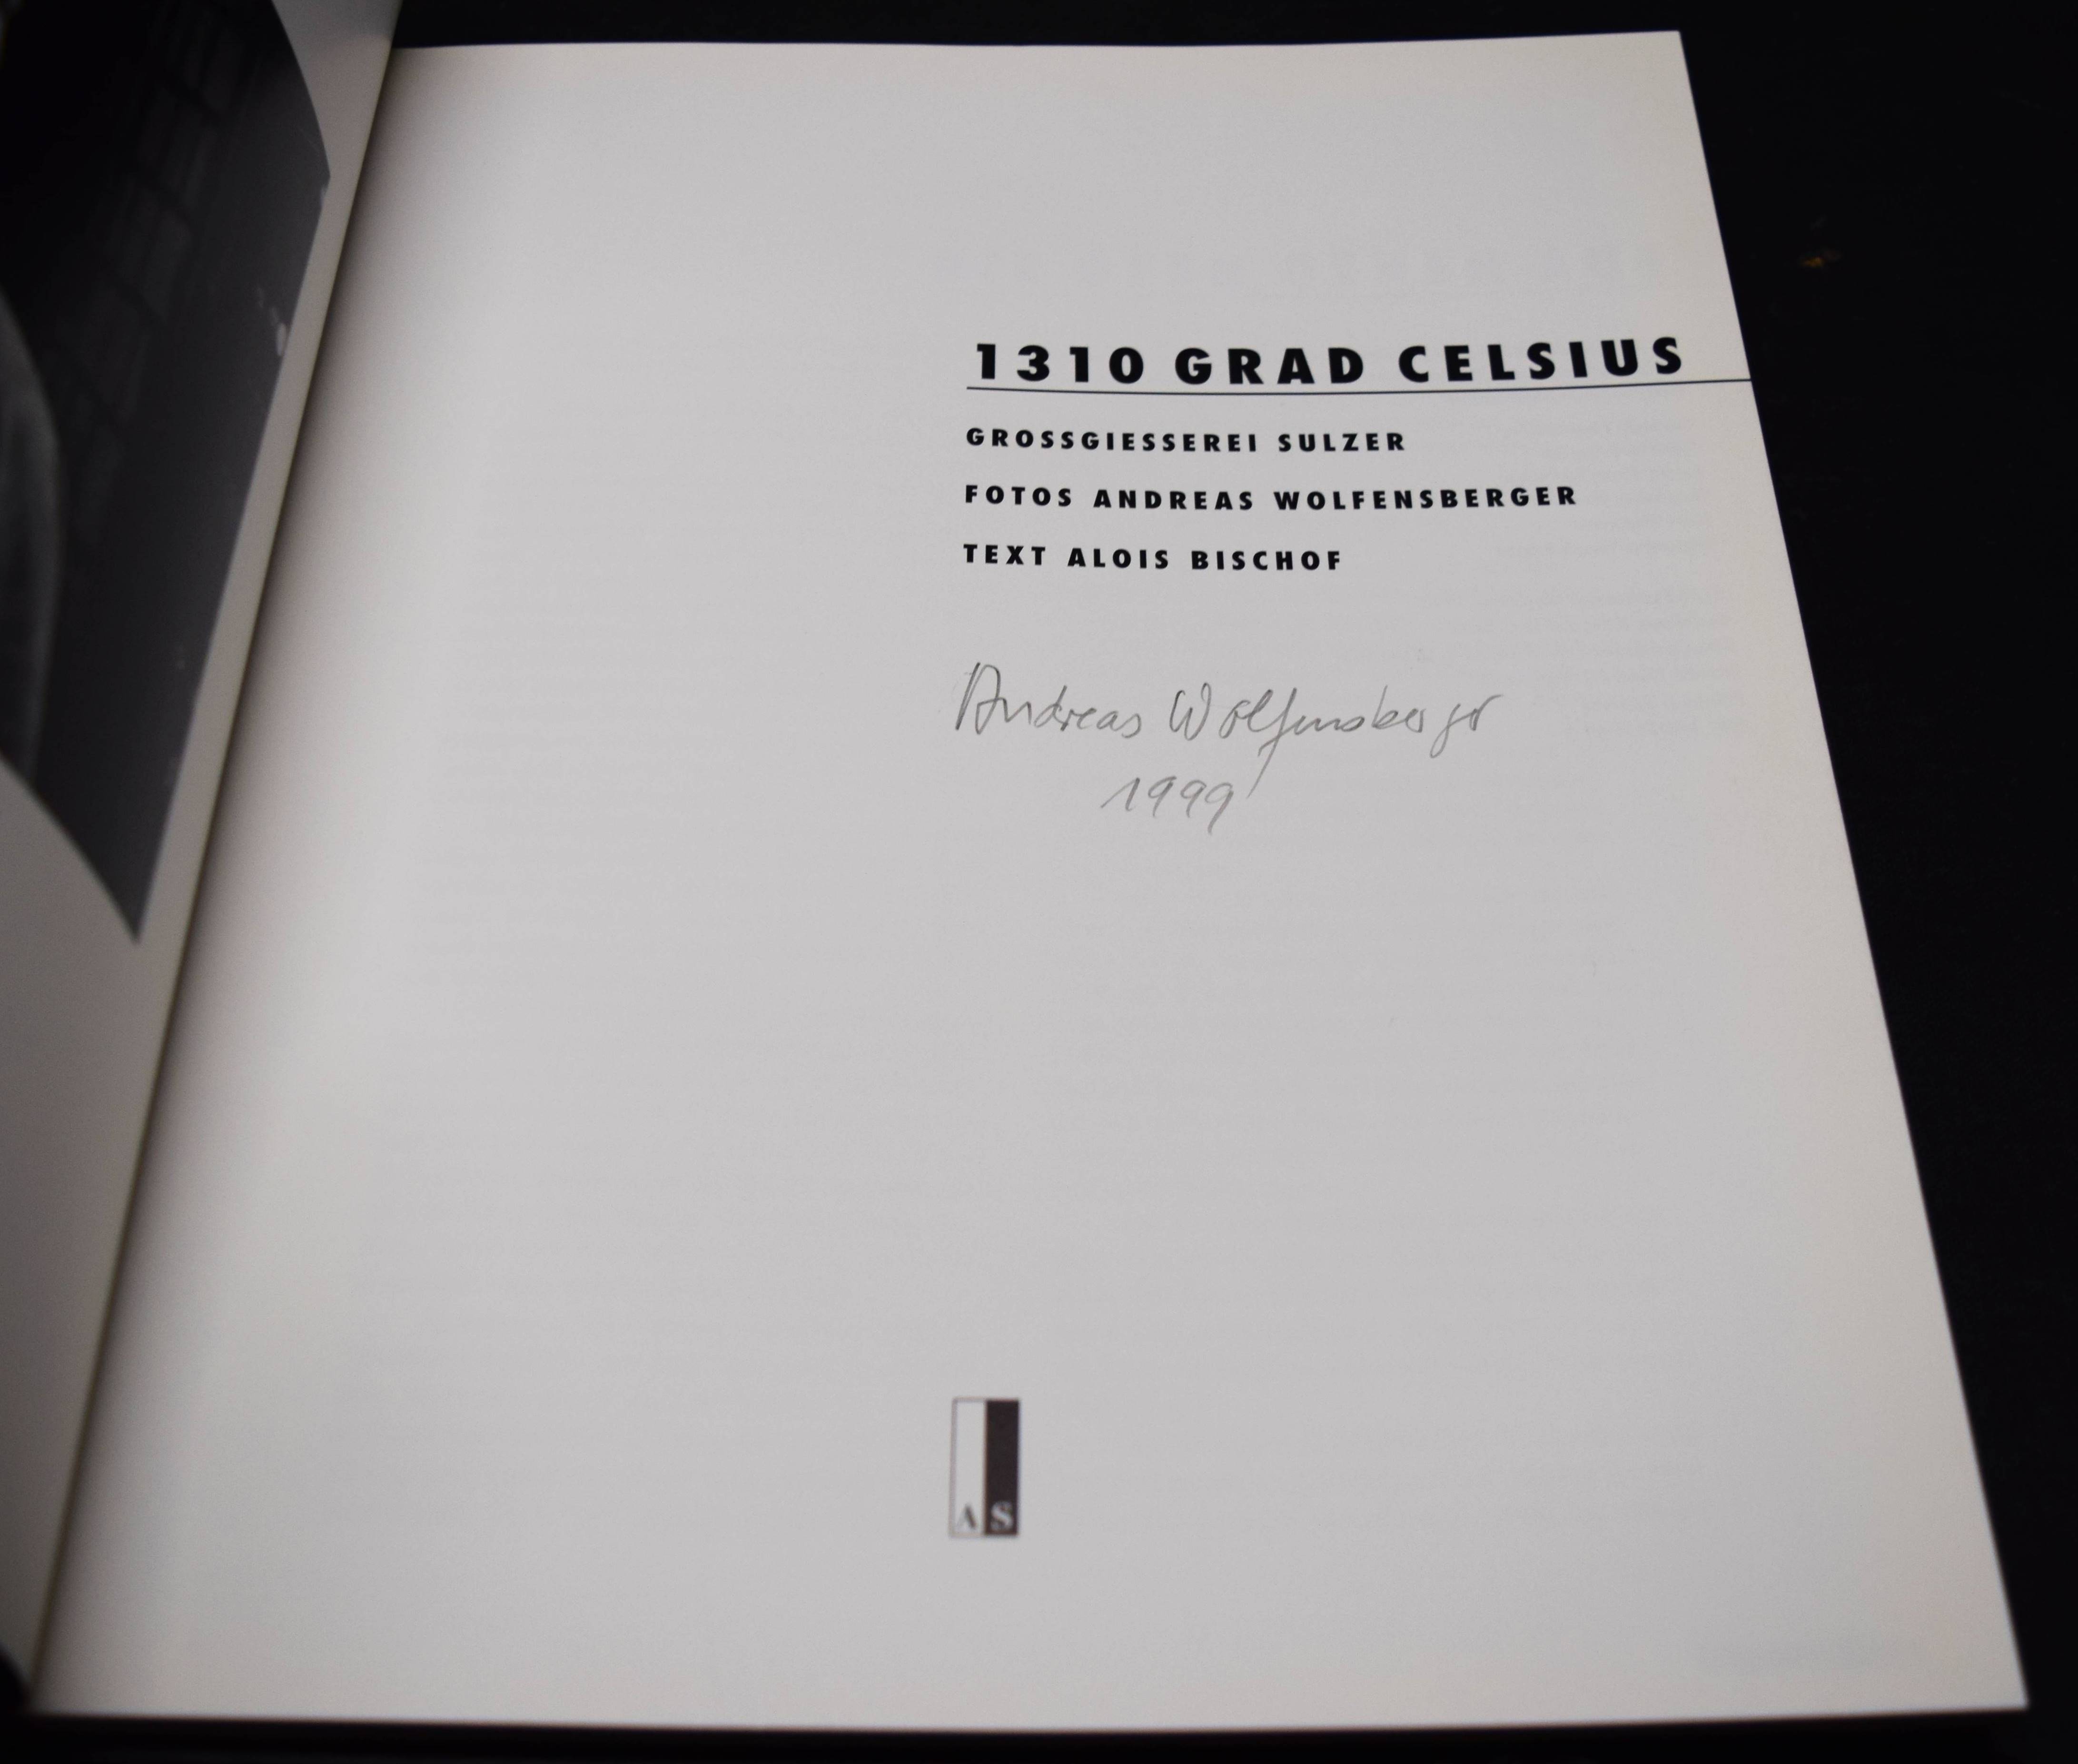 1310 GRAD CELSIUS
GROSSGIESSEREI SULZER
FOTOS ANDREAS WOLFENSBERGER
TEXT ALOIS BISCHOF
Andreas Wolfensberger
1999
A S